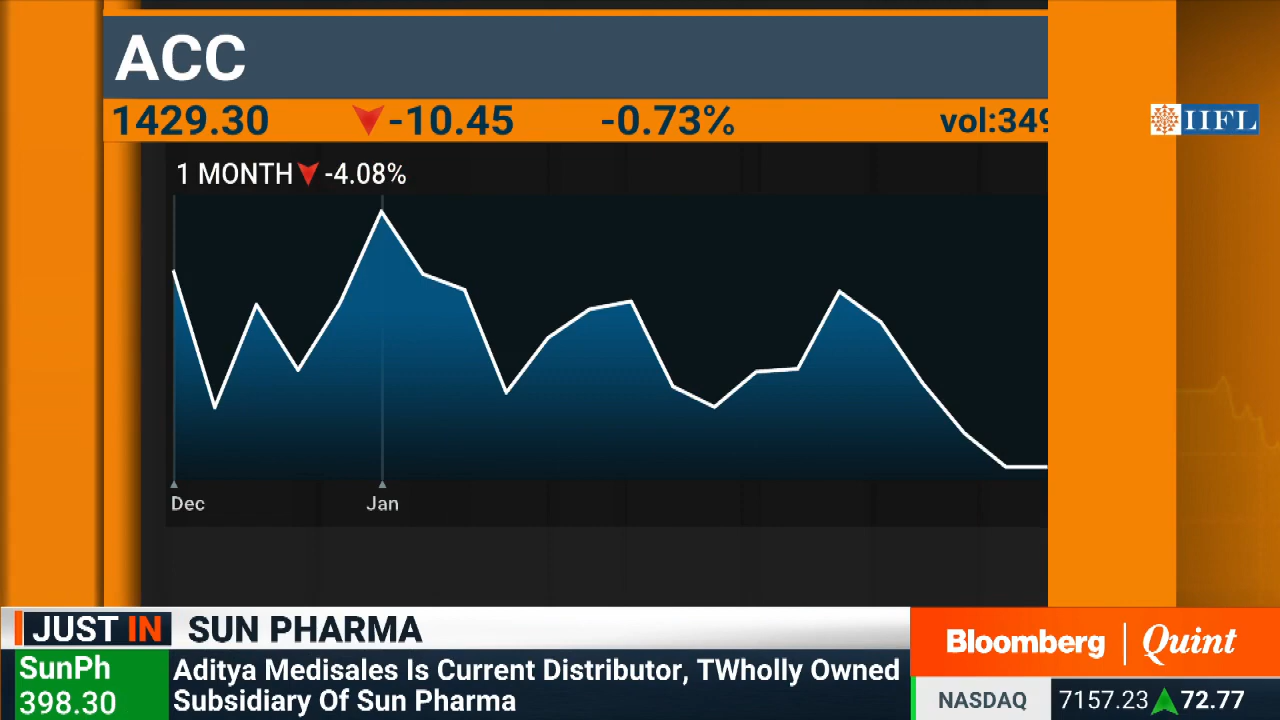 ACC
1429.30 -10.45 -0.73% vol:349
IIFL
1 MONTH -4.08%
Dec Jan
JUST IN SUN PHARMA
SunPh
398.30
Aditya Medisales Is Current Distributor, TWholly Owned
Subsidiary Of Sun Pharma
Bloomberg | Quint
NASDAQ 7157.23 72.77